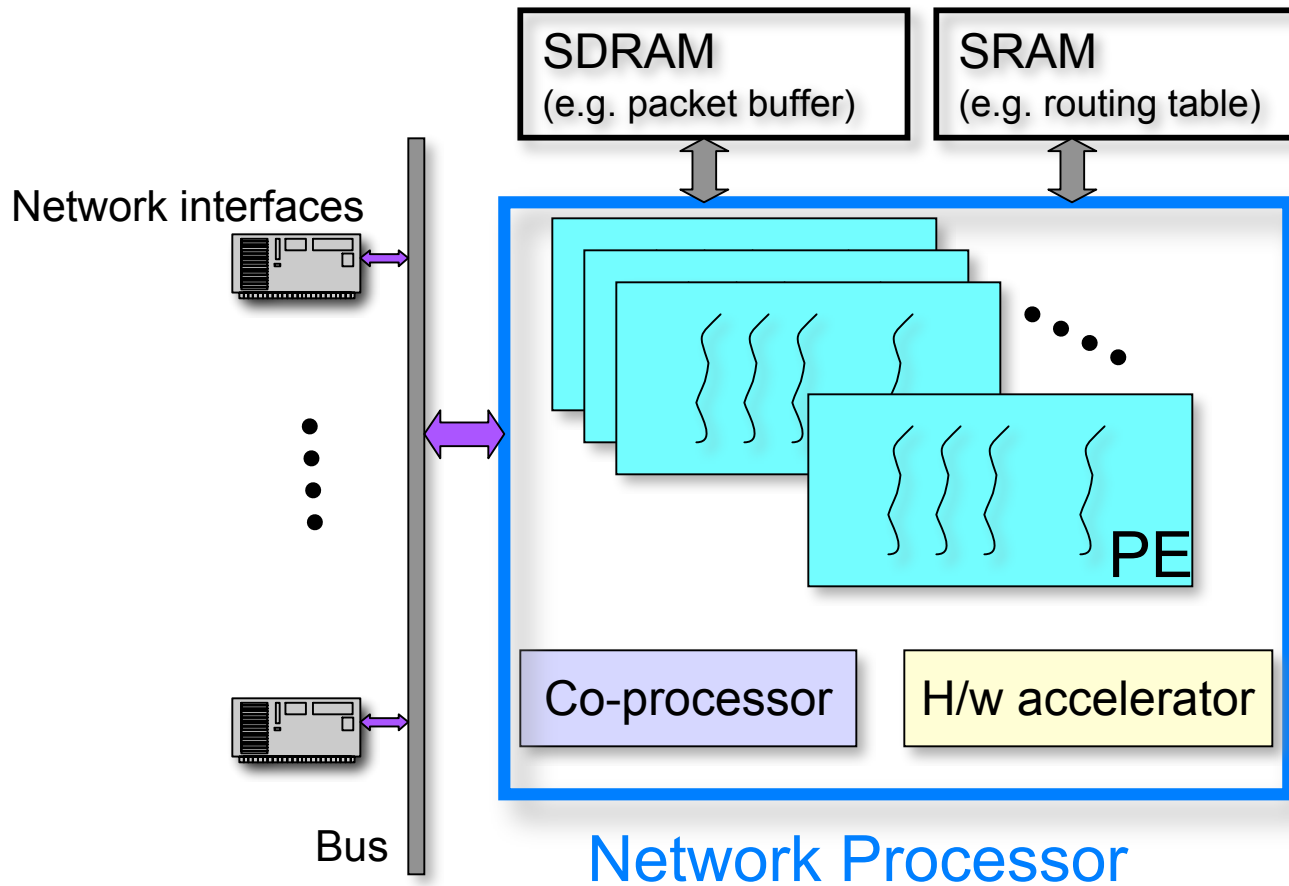 SDRAM
(e.g. packet buffer)
SRAM
(e.g. routing table)
Network interfaces
PE
Co-processor
H/w accelerator
Bus
Network Processor